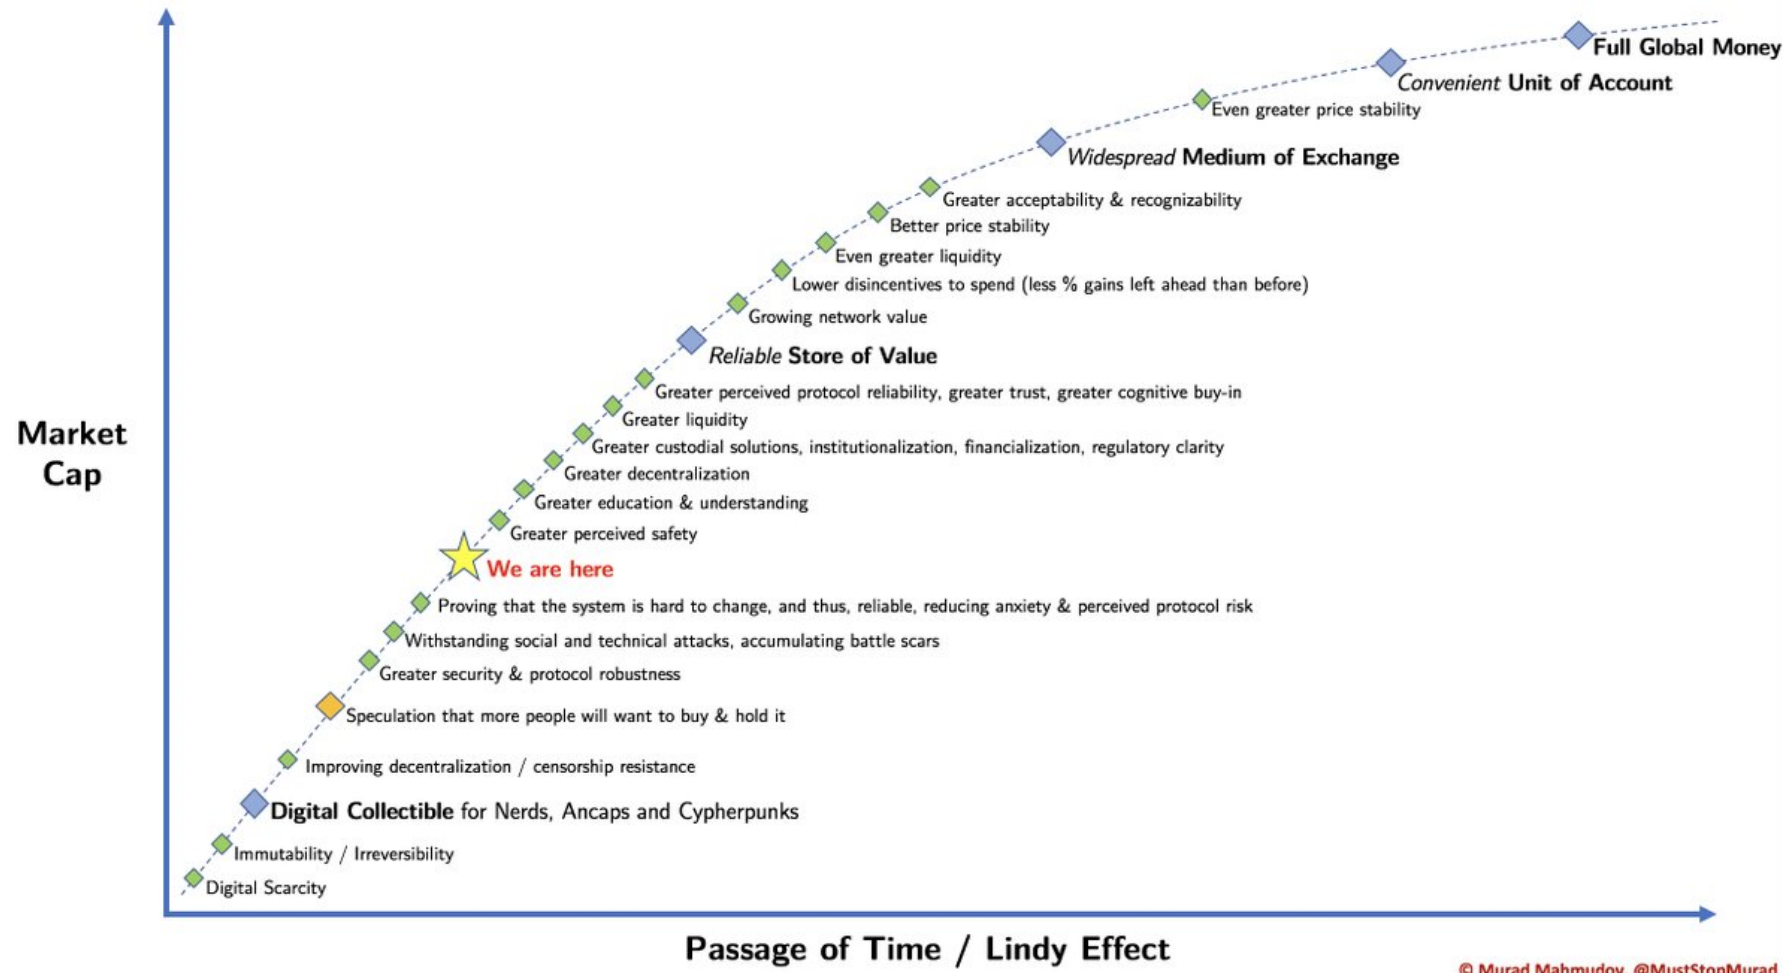 Full Global Money
Convenient Unit of Account
Even greater price stability
Widespread Medium of Exchange
Greater acceptability & recognizability
Better price stability
Even greater liquidity
Lower disincentives to spend (less % gains left ahead than before)
Growing network value
Reliable Store of Value
Greater perceived protocol reliability, greater trust, greater cognitive buy-in
Greater liquidity
Market
Cap
Greater custodial solutions, institutionalization, financialization, regulatory clarity
Greater decentralization
Greater education & understanding
Greater perceived safety
We are here
Proving that the system is hard to change, and thus, reliable, reducing anxiety & perceived protocol risk
Withstanding social and technical attacks, accumulating battle scars
Greater security & protocol robustness
Speculation that more people will want to buy & hold it
Improving decentralization / censorship resistance
Digital Collectible for Nerds, Ancaps and Cypherpunks
Immutability / Irreversibility
Digital Scarcity
Passage of Time / Lindy Effect
© Murad Mahmudov, @MustStopMurad